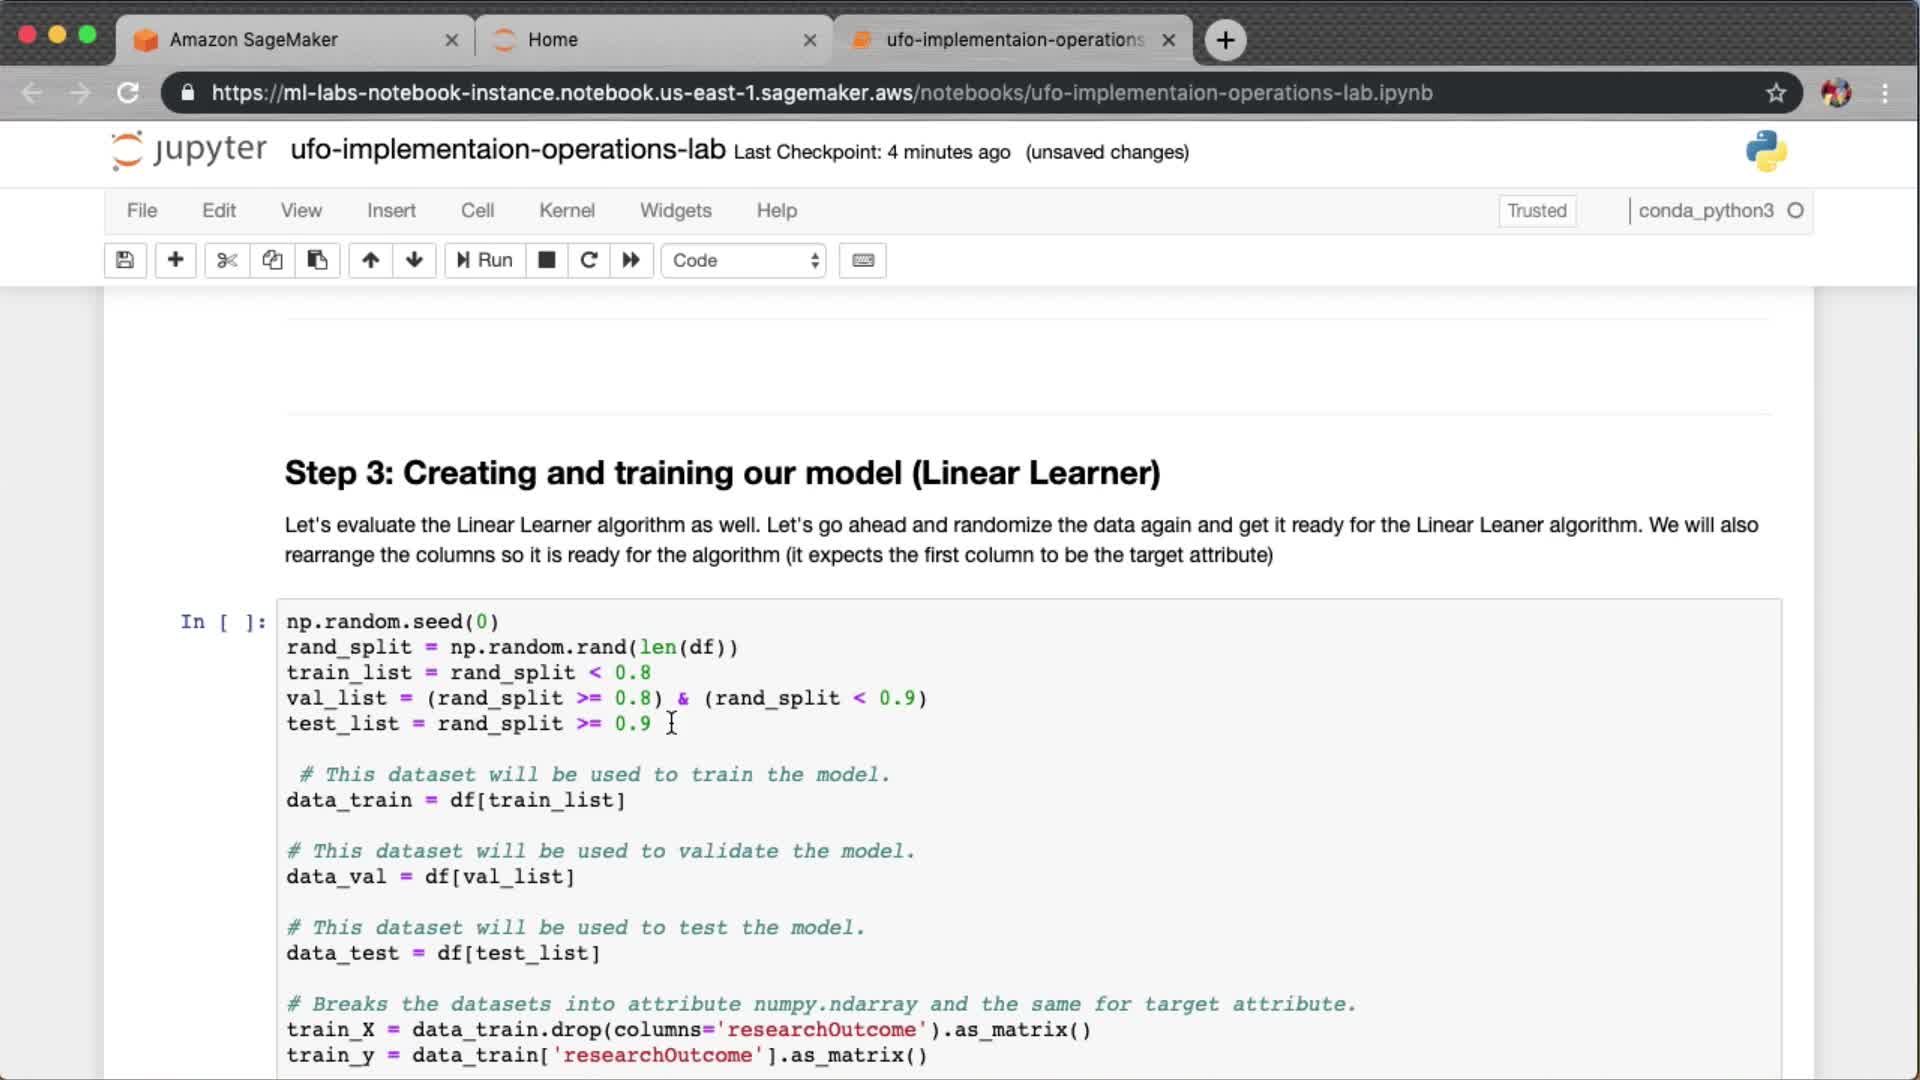 Amazon SageMaker
Home
ufo-implementaion-operations
https://ml-labs-notebook-instance.notebook.us-east-1.sagemaker.aws/notebooks/ufo-implementaion-operations-lab.ipynb
jupyter ufo-implementaion-operations-lab Last Checkpoint: 4 minutes ago (unsaved changes)
File Edit View Insert Cell Kernel Widgets Help Trusted conda_python3
Run Code
Step 3: Creating and training our model (Linear Learner)
Let's evaluate the Linear Learner algorithm as well. Let's go ahead and randomize the data again and get it ready for the Linear Leaner algorithm. We will also
rearrange the columns so it is ready for the algorithm (it expects the first column to be the target attribute)
In [ ]: np.random.seed(0)
rand_split = np.random.rand(len(df))
train_list = rand_split < 0.8
val_list = (rand_split >= 0.8) & (rand_split < 0.9)
test_list = rand_split >= 0.9
# This dataset will be used to train the model.
data_train = df[train_list]
# This dataset will be used to validate the model.
data_val = df[val_list]
# This dataset will be used to test the model.
data_test = df[test_list]
# Breaks the datasets into attribute numpy.ndarray and the same for target attribute.
train_X = data_train.drop(columns='researchOutcome').as_matrix()
train_y = data_train['researchOutcome'].as_matrix()